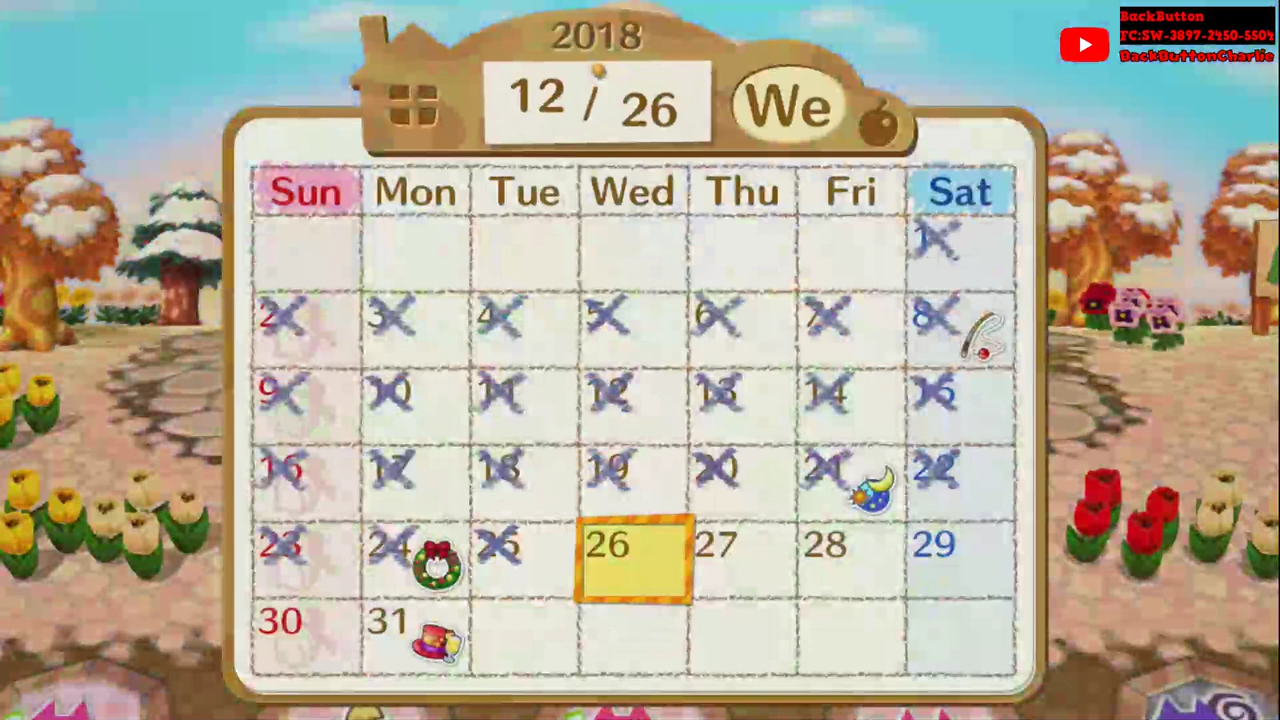 BackButton
FC:SW-3897-2450-5504
BackButtonCharlie
2018
12 / 26 We
Sun Mon Tue Wed Thu Fri Sat
1
2 3 4 5 6 7 8
9 10 11 12 13 14 15
16 17 18 19 20 21 22
23 24 25 26 27 28 29
30 31